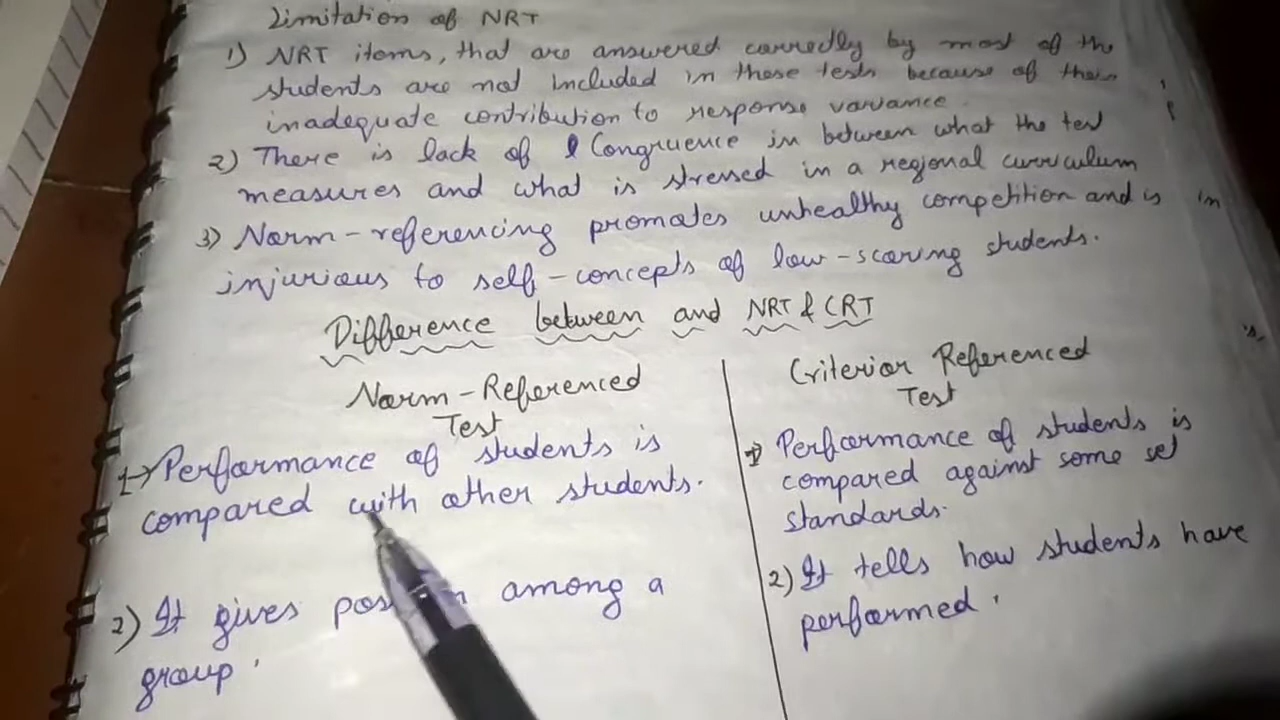 Limitation of NRT
1) NRT items, that are answered correctly by most of the
students are not included in these tests because of their
inadequate contribution to response variance.
2) There is lack of Congruence in between what the test
measures and what is stressed in a regional curriculum
3) Norm-referencing promotes unhealthy competition and is
injurious to self-concepts of low-scoring students.
Difference between and NRT & CRT
Norm-Referenced
Test
1→ Performance of students is
compared with other students.
2) It gives among a
group.
Criterion Referenced
Test
1) Performance of students is
compared against some set
standards.
2) It tells how students have
performed.